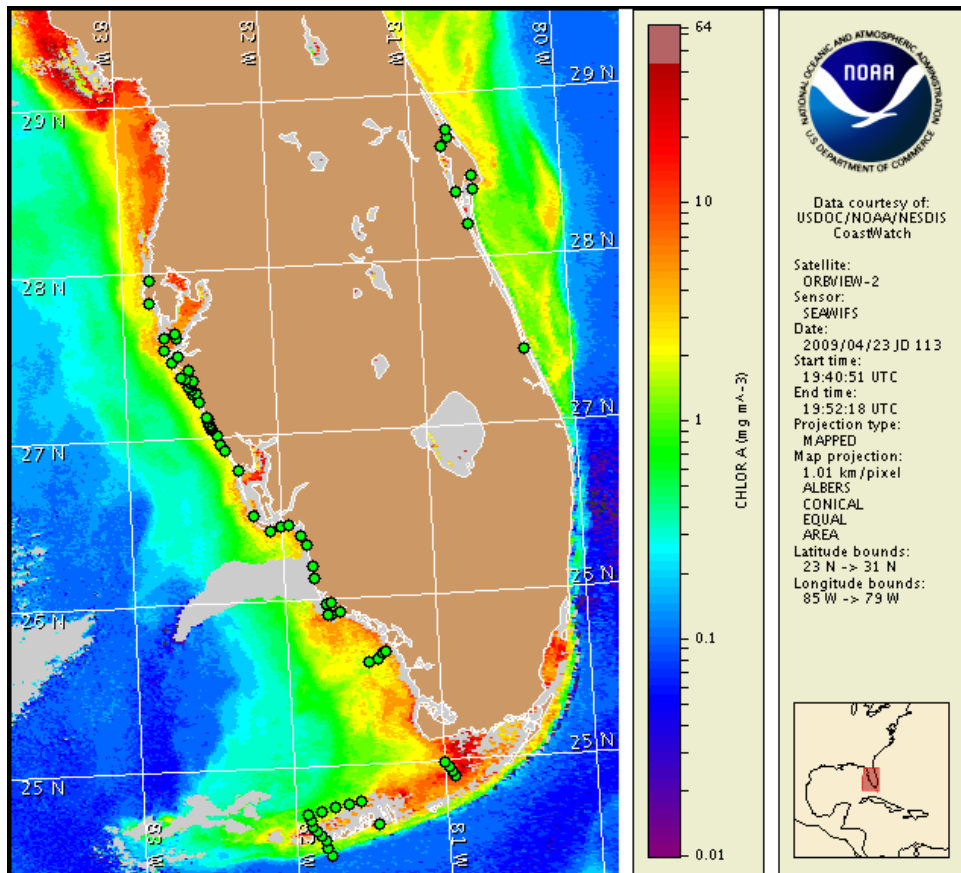 83 W
82 W
81 W
80 W
29 N
29 N
28 N
28 N
27 N
27 N
26 N
26 N
25 N
25 N
83 W
82 W
81 W
64
10
1
0.1
0.01
CHLOR A (mg m^-3)
NATIONAL OCEANIC AND ATMOSPHERIC ADMINISTRATION
NOAA
U.S. DEPARTMENT OF COMMERCE
Data courtesy of:
USDOC/NOAA/NESDIS
CoastWatch
Satellite:
ORBVIEW-2
Sensor:
SEAWIFS
Date:
2009/04/23 JD 113
Start time:
19:40:51 UTC
End time:
19:52:18 UTC
Projection type:
MAPPED
Map projection:
1.01 km/pixel
ALBERS
CONICAL
EQUAL
AREA
Latitude bounds:
23 N -> 31 N
Longitude bounds:
85 W -> 79 W